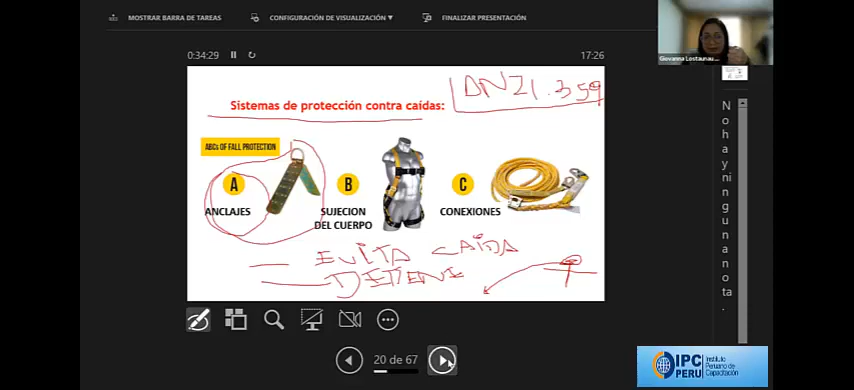 MOSTRAR BARRA DE TAREAS
CONFIGURACIÓN DE VISUALIZACIÓN ▼
FINALIZAR PRESENTACIÓN
Giovanna Lostaunau ...
0:34:29
17:26
Sistemas de protección contra caídas:
ABCs OF FALL PROTECTION
A
ANCLAJES
B
SUJECION
DEL CUERPO
C
CONEXIONES
EVITA CAÍDA
DETIENE
No hay ninguna nota.
20 de 67
IPC
PERU
Instituto
Peruano de
Capacitación